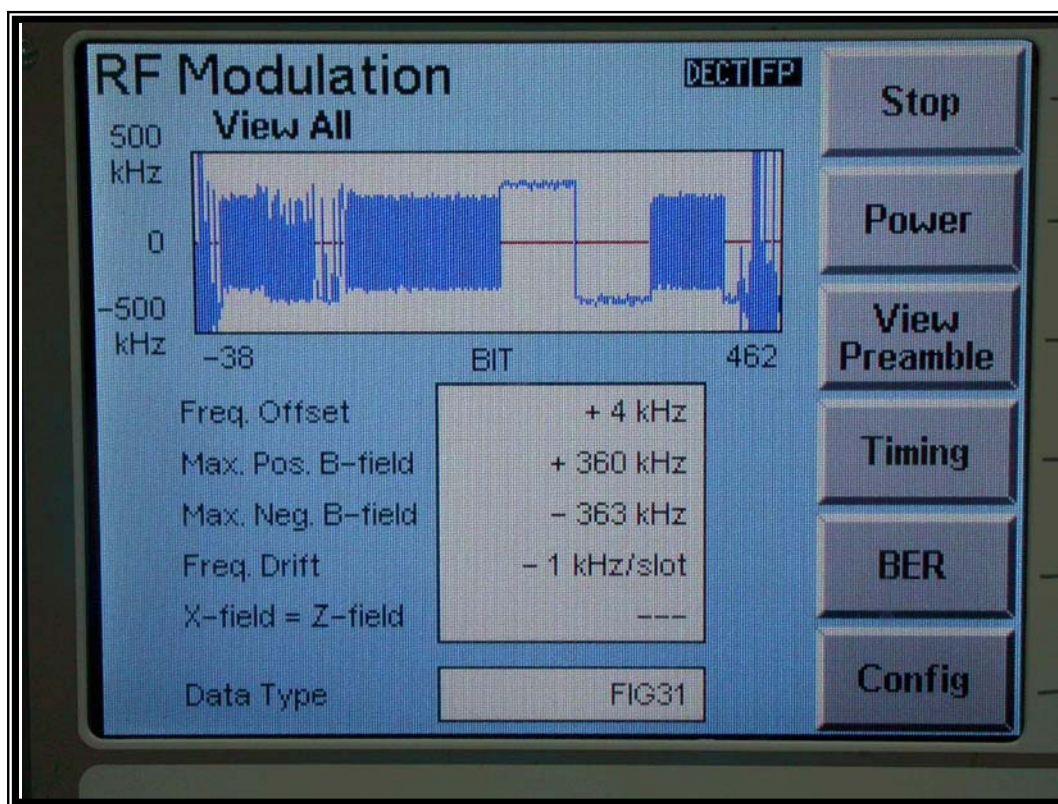 RF Modulation
DECT FP
View All
500
kHz
0
-500
kHz
-38
BIT
462
Freq. Offset
+ 4 kHz
Max. Pos. B-field
+ 360 kHz
Max. Neg. B-field
- 363 kHz
Freq. Drift
- 1 kHz/slot
X-field = Z-field
---
Data Type
FIG31
Stop
Power
View
Preamble
Timing
BER
Config